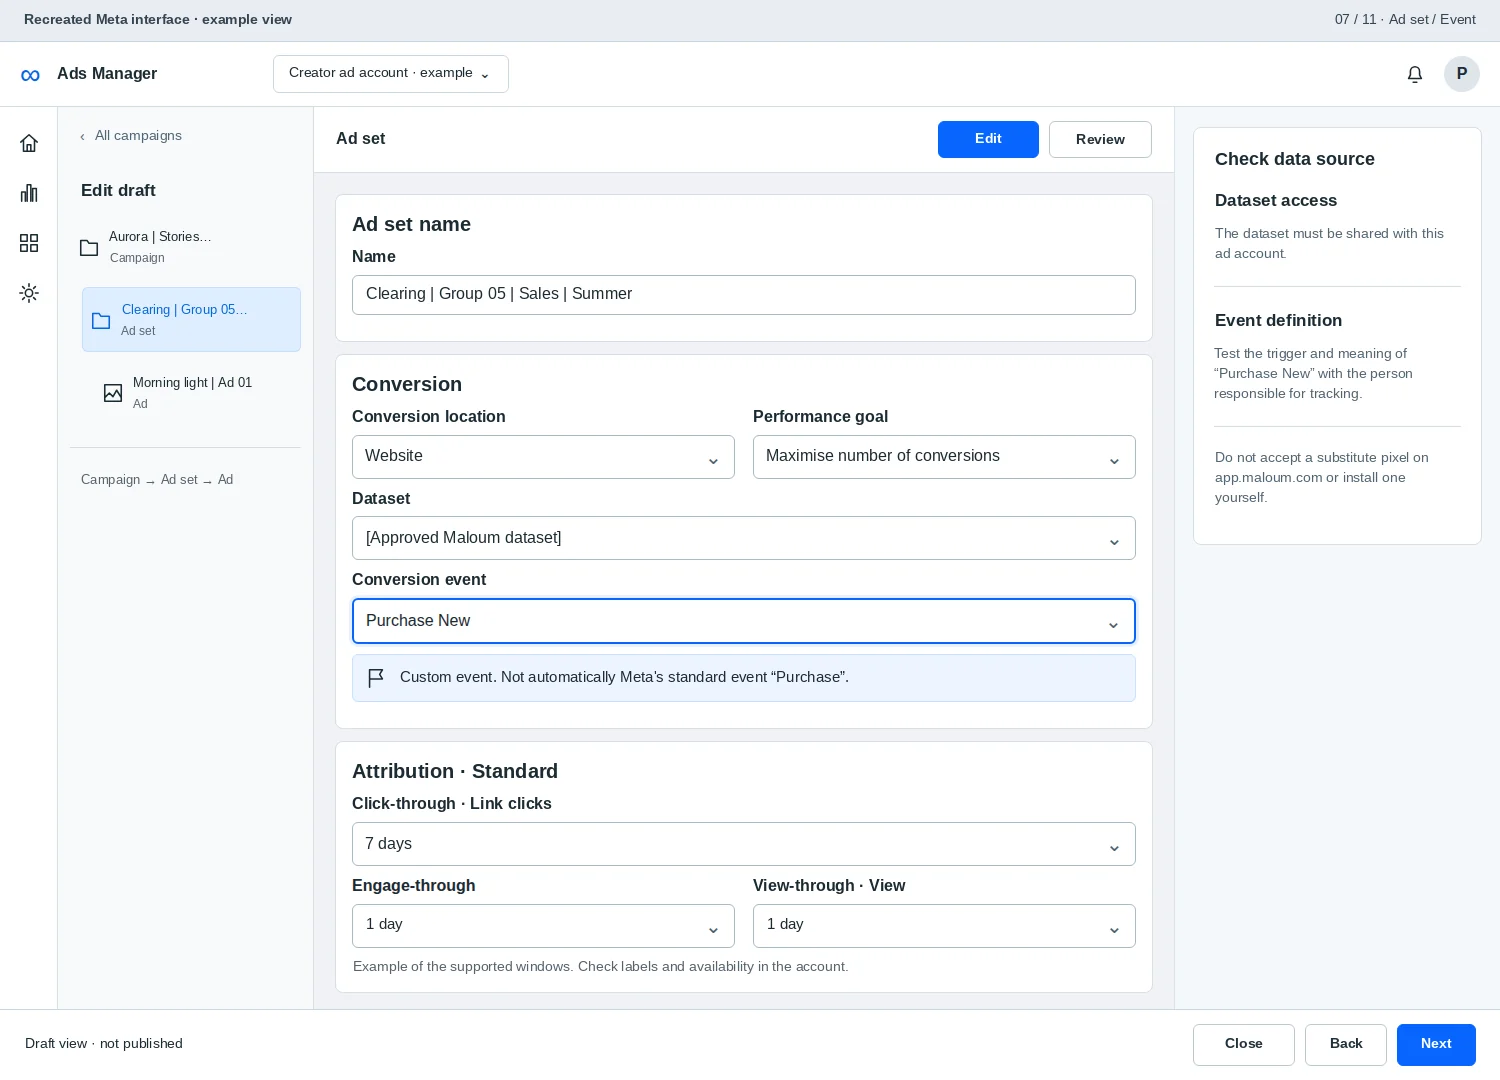 Recreated Meta interface · example view
07 / 11 · Ad set / Event
Ads Manager
Creator ad account · example
P
‹ All campaigns
Edit draft
Aurora | Stories…
Campaign
Clearing | Group 05…
Ad set
Morning light | Ad 01
Ad
Campaign → Ad set → Ad
Ad set
Edit
Review
Ad set name
Name
Clearing | Group 05 | Sales | Summer
Conversion
Conversion location
Performance goal
Website
Maximise number of conversions
Dataset
[Approved Maloum dataset]
Conversion event
Purchase New
Custom event. Not automatically Meta's standard event “Purchase”.
Attribution · Standard
Click-through · Link clicks
7 days
Engage-through
View-through · View
1 day
1 day
Example of the supported windows. Check labels and availability in the account.
Check data source
Dataset access
The dataset must be shared with this
ad account.
Event definition
Test the trigger and meaning of
“Purchase New” with the person
responsible for tracking.
Do not accept a substitute pixel on
app.maloum.com or install one
yourself.
Draft view · not published
Close
Back
Next